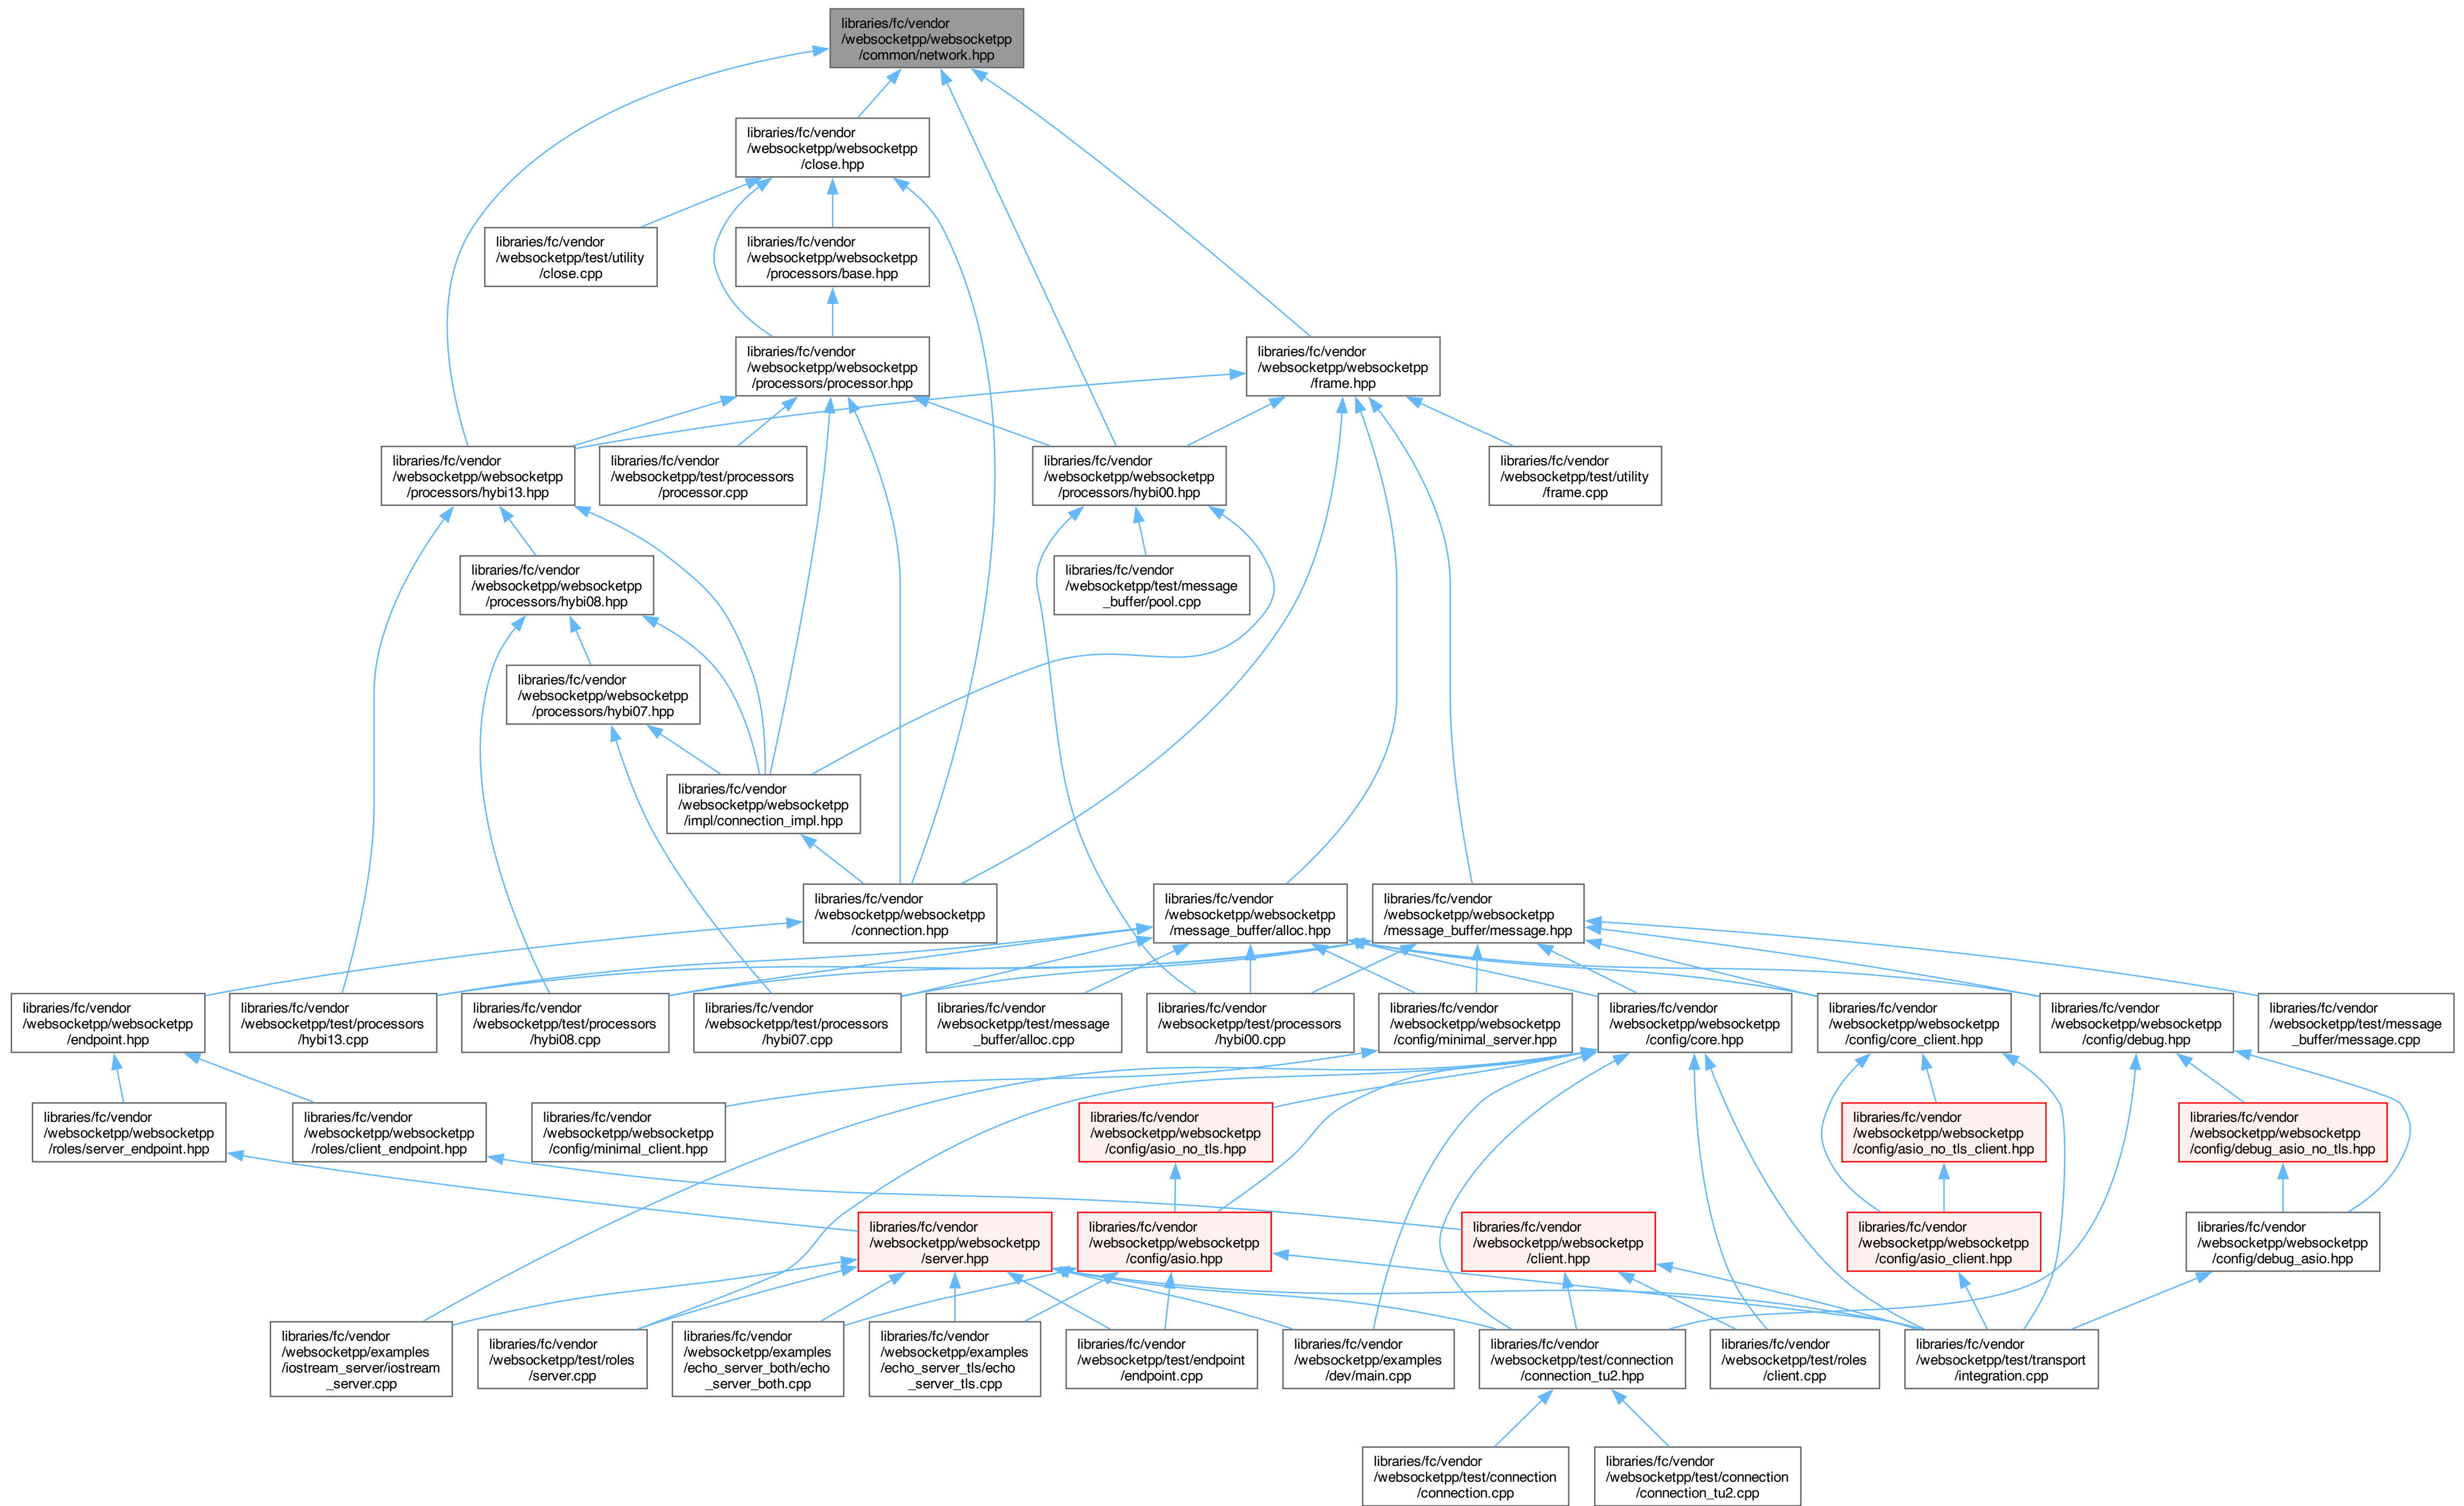 libraries/fc/vendor
/websocketpp/websocketpp
/common/network.hpp
libraries/fc/vendor
/websocketpp/websocketpp
/close.hpp
libraries/fc/vendor
/websocketpp/test/utility
/close.cpp
libraries/fc/vendor
/websocketpp/websocketpp
/processors/base.hpp
libraries/fc/vendor
/websocketpp/websocketpp
/processors/processor.hpp
libraries/fc/vendor
/websocketpp/websocketpp
/frame.hpp
libraries/fc/vendor
/websocketpp/websocketpp
/processors/hybi13.hpp
libraries/fc/vendor
/websocketpp/test/processors
/processor.cpp
libraries/fc/vendor
/websocketpp/websocketpp
/processors/hybi00.hpp
libraries/fc/vendor
/websocketpp/test/utility
/frame.cpp
libraries/fc/vendor
/websocketpp/websocketpp
/processors/hybi08.hpp
libraries/fc/vendor
/websocketpp/test/message
_buffer/pool.cpp
libraries/fc/vendor
/websocketpp/websocketpp
/processors/hybi07.hpp
libraries/fc/vendor
/websocketpp/websocketpp
/impl/connection_impl.hpp
libraries/fc/vendor
/websocketpp/websocketpp
/connection.hpp
libraries/fc/vendor
/websocketpp/websocketpp
/message_buffer/alloc.hpp
libraries/fc/vendor
/websocketpp/websocketpp
/message_buffer/message.hpp
libraries/fc/vendor
/websocketpp/websocketpp
/endpoint.hpp
libraries/fc/vendor
/websocketpp/test/processors
/hybi13.cpp
libraries/fc/vendor
/websocketpp/test/processors
/hybi08.cpp
libraries/fc/vendor
/websocketpp/test/processors
/hybi07.cpp
libraries/fc/vendor
/websocketpp/test/message
_buffer/alloc.cpp
libraries/fc/vendor
/websocketpp/test/processors
/hybi00.cpp
libraries/fc/vendor
/websocketpp/websocketpp
/config/minimal_server.hpp
libraries/fc/vendor
/websocketpp/websocketpp
/config/core.hpp
libraries/fc/vendor
/websocketpp/websocketpp
/config/core_client.hpp
libraries/fc/vendor
/websocketpp/websocketpp
/config/debug.hpp
libraries/fc/vendor
/websocketpp/test/message
_buffer/message.cpp
libraries/fc/vendor
/websocketpp/websocketpp
/roles/server_endpoint.hpp
libraries/fc/vendor
/websocketpp/websocketpp
/roles/client_endpoint.hpp
libraries/fc/vendor
/websocketpp/websocketpp
/config/minimal_client.hpp
libraries/fc/vendor
/websocketpp/websocketpp
/config/asio_no_tls.hpp
libraries/fc/vendor
/websocketpp/websocketpp
/config/asio_no_tls_client.hpp
libraries/fc/vendor
/websocketpp/websocketpp
/config/debug_asio_no_tls.hpp
libraries/fc/vendor
/websocketpp/websocketpp
/server.hpp
libraries/fc/vendor
/websocketpp/websocketpp
/config/asio.hpp
libraries/fc/vendor
/websocketpp/websocketpp
/client.hpp
libraries/fc/vendor
/websocketpp/websocketpp
/config/asio_client.hpp
libraries/fc/vendor
/websocketpp/websocketpp
/config/debug_asio.hpp
libraries/fc/vendor
/websocketpp/examples
/iostream_server/iostream
_server.cpp
libraries/fc/vendor
/websocketpp/test/roles
/server.cpp
libraries/fc/vendor
/websocketpp/examples
/echo_server_both/echo
_server_both.cpp
libraries/fc/vendor
/websocketpp/examples
/echo_server_tls/echo
_server_tls.cpp
libraries/fc/vendor
/websocketpp/test/endpoint
/endpoint.cpp
libraries/fc/vendor
/websocketpp/examples
/dev/main.cpp
libraries/fc/vendor
/websocketpp/test/connection
/connection_tu2.hpp
libraries/fc/vendor
/websocketpp/test/roles
/client.cpp
libraries/fc/vendor
/websocketpp/test/transport
/integration.cpp
libraries/fc/vendor
/websocketpp/test/connection
/connection.cpp
libraries/fc/vendor
/websocketpp/test/connection
/connection_tu2.cpp